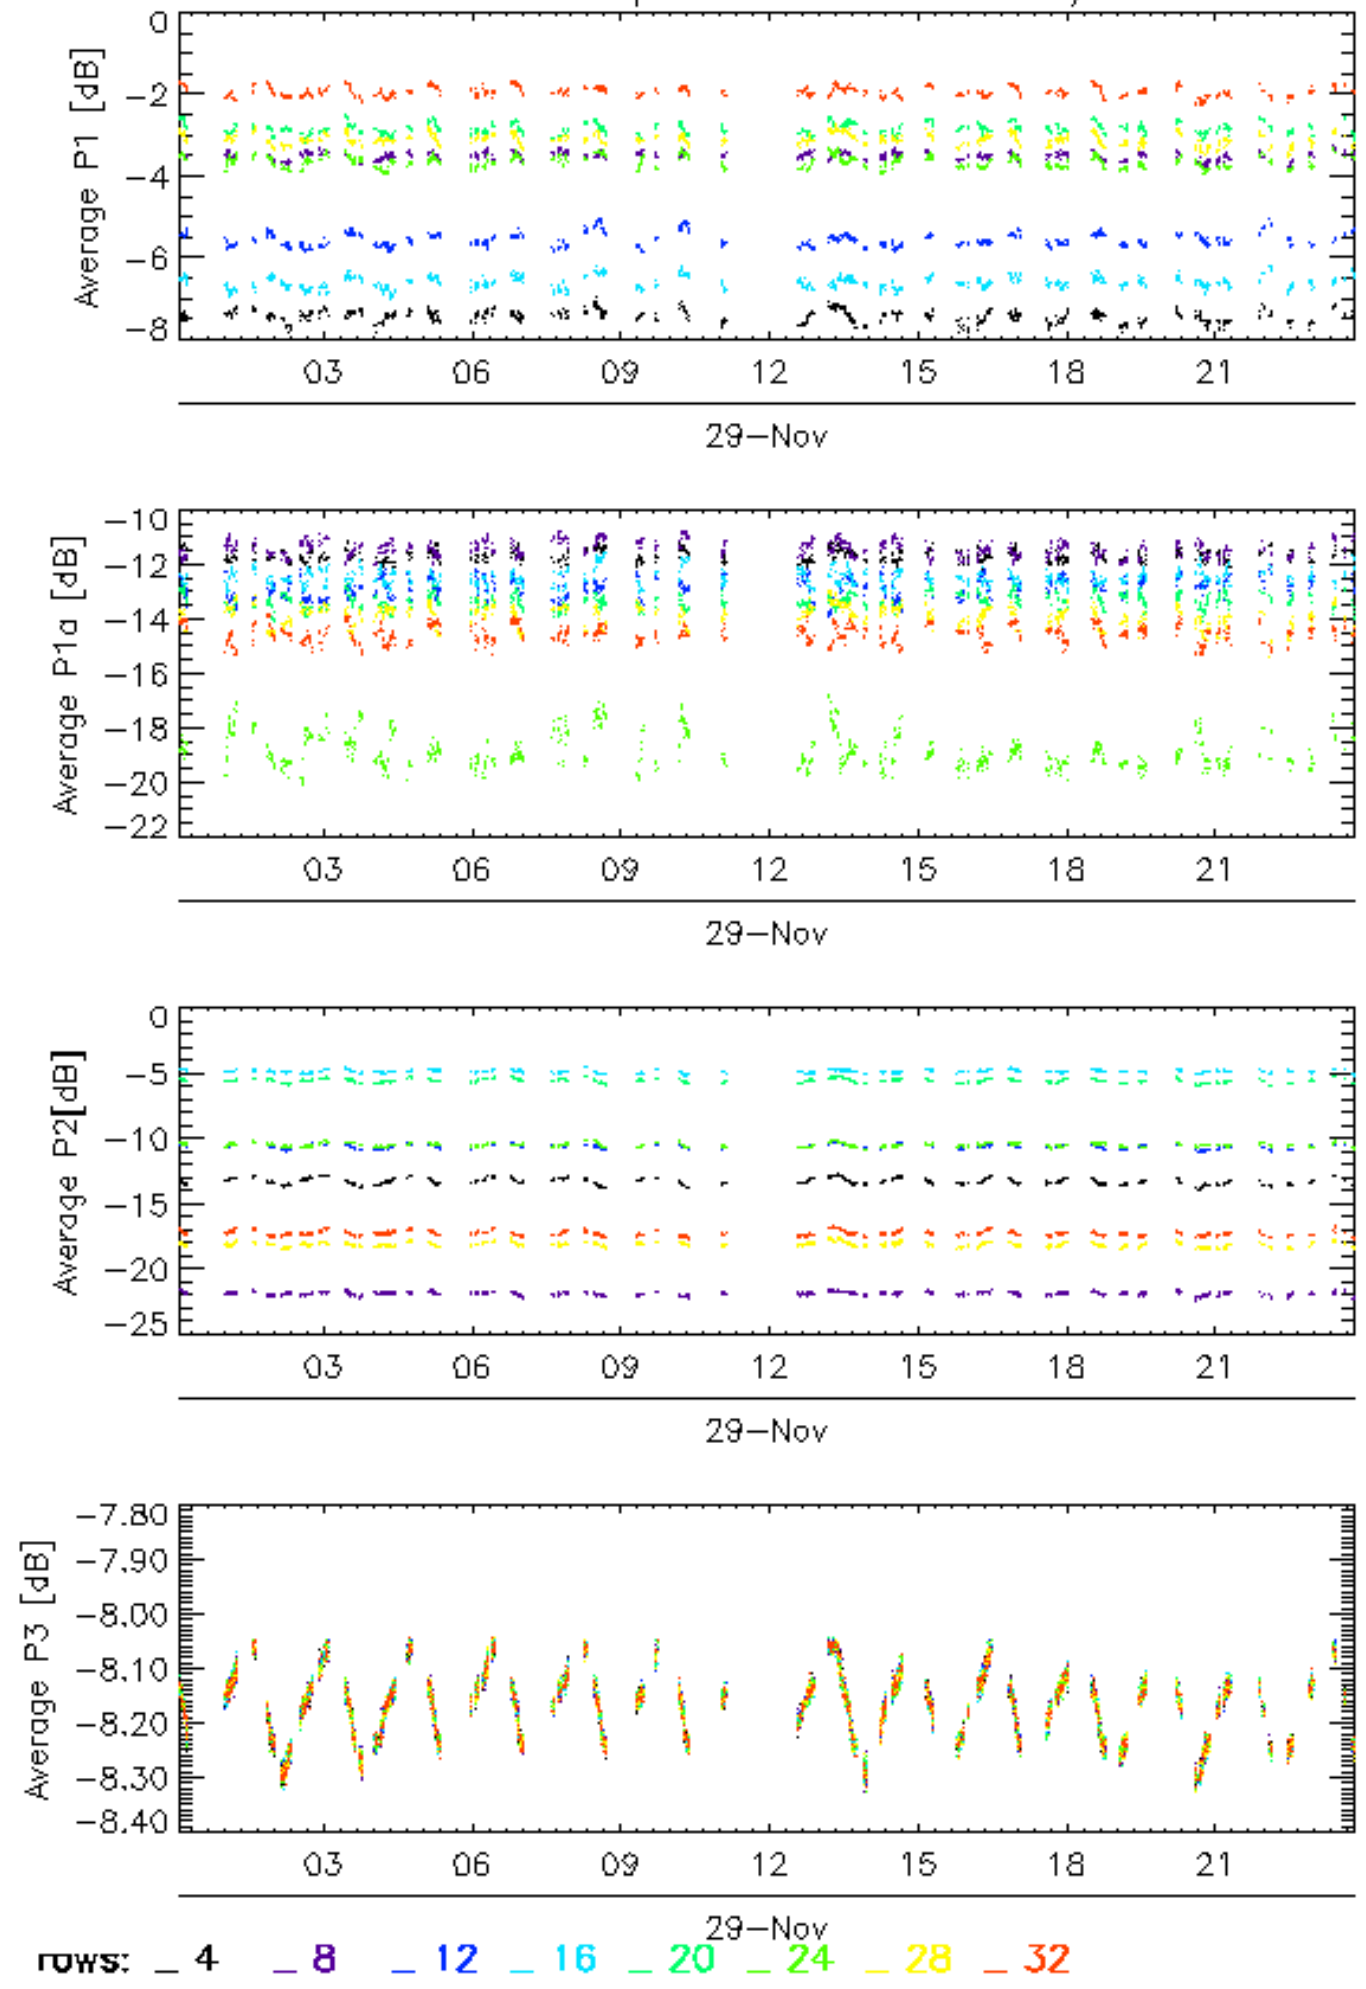 0
−2
−4
−6
−8
Average P1 [dB]
03 06 09 12 15 18 21
29−Nov
−10
−12
−14
−16
−18
−20
−22
Average P1a [dB]
03 06 09 12 15 18 21
29−Nov
0
−5
−10
−15
−20
−25
Average P2[dB]
03 06 09 12 15 18 21
29−Nov
−7.80
−7.90
−8.00
−8.10
−8.20
−8.30
−8.40
Average P3 [dB]
03 06 09 12 15 18 21
29−Nov
rows: _ 4 _ 8 _ 12 _ 16 _ 20 _ 24 _ 28 _ 32